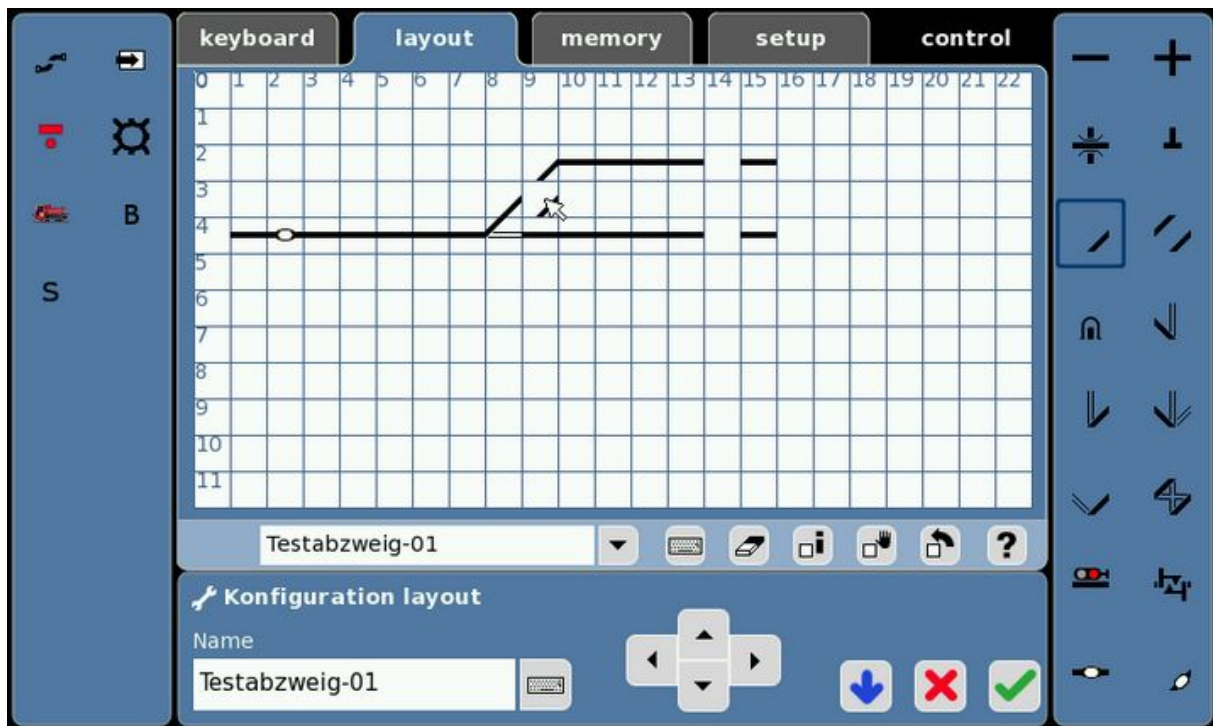 keyboard layout memory setup control
0 1 2 3 4 5 6 7 8 9 10 11 12 13 14 15 16 17 18 19 20 21 22
1
2
3
B
4
5
S
6
7
8
9
10
11
Testabzweig-01 i ?
Konfiguration layout
Name
Testabzweig-01